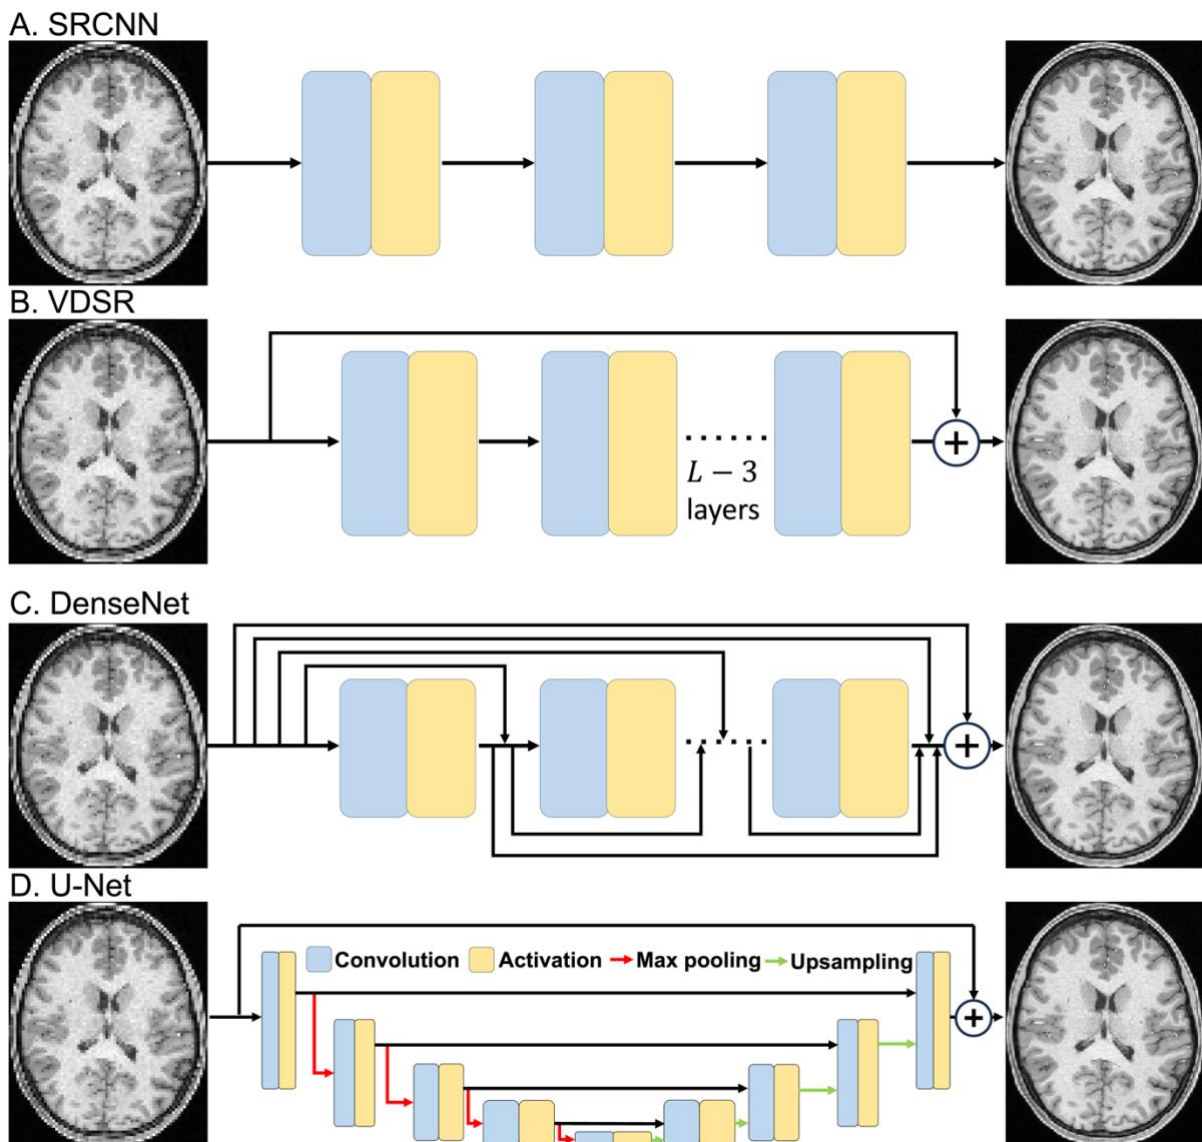 A. SRCNN
B. VDSR
L − 3
layers
C. DenseNet
D. U-Net
Convolution Activation Max pooling Upsampling